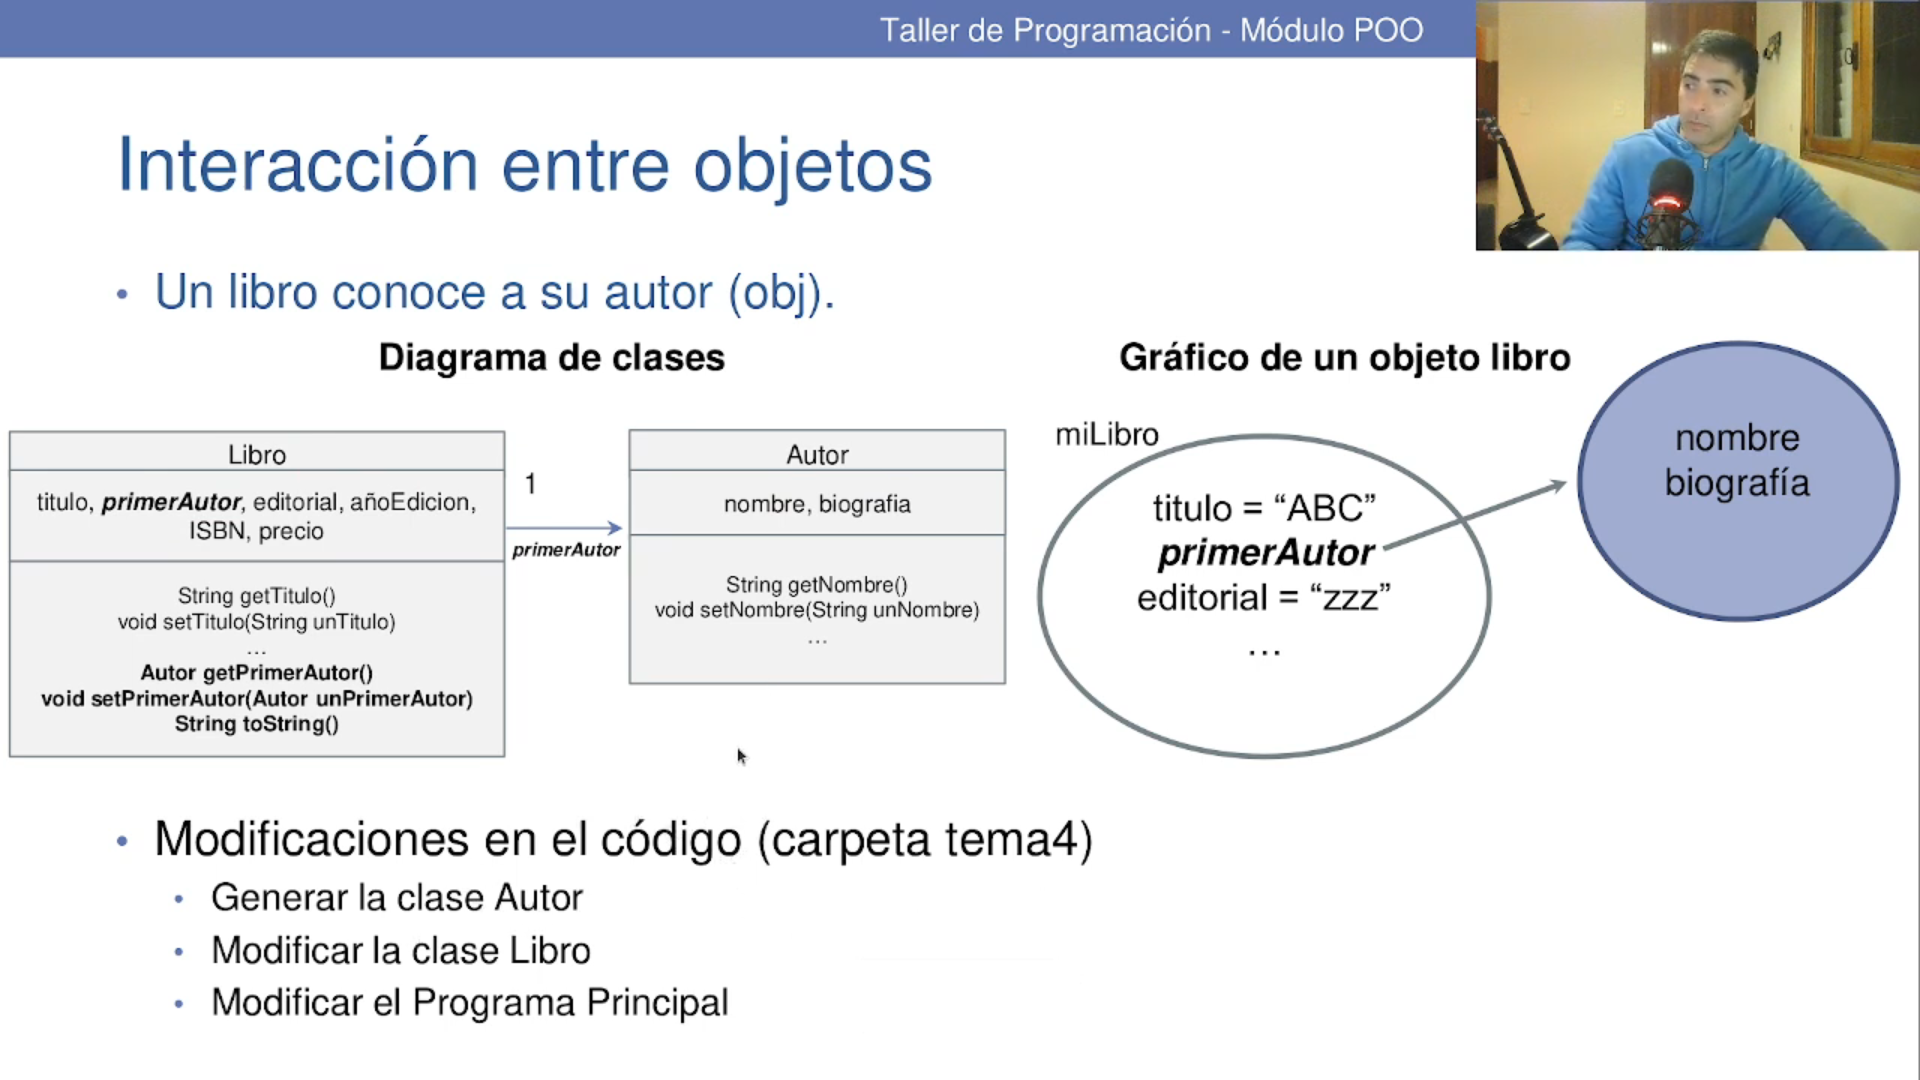 Taller de Programación - Módulo POO
Interacción entre objetos
• Un libro conoce a su autor (obj).
Diagrama de clases
Libro
titulo, primerAutor, editorial, añoEdicion,
ISBN, precio
String getTitulo()
void setTitulo(String unTitulo)
...
Autor getPrimerAutor()
void setPrimerAutor(Autor unPrimerAutor)
String toString()
1
primerAutor
Autor
nombre, biografia
String getNombre()
void setNombre(String unNombre)
...
Gráfico de un objeto libro
miLibro
titulo = “ABC”
primerAutor
editorial = “zzz”
...
nombre
biografía
• Modificaciones en el código (carpeta tema4)
• Generar la clase Autor
• Modificar la clase Libro
• Modificar el Programa Principal